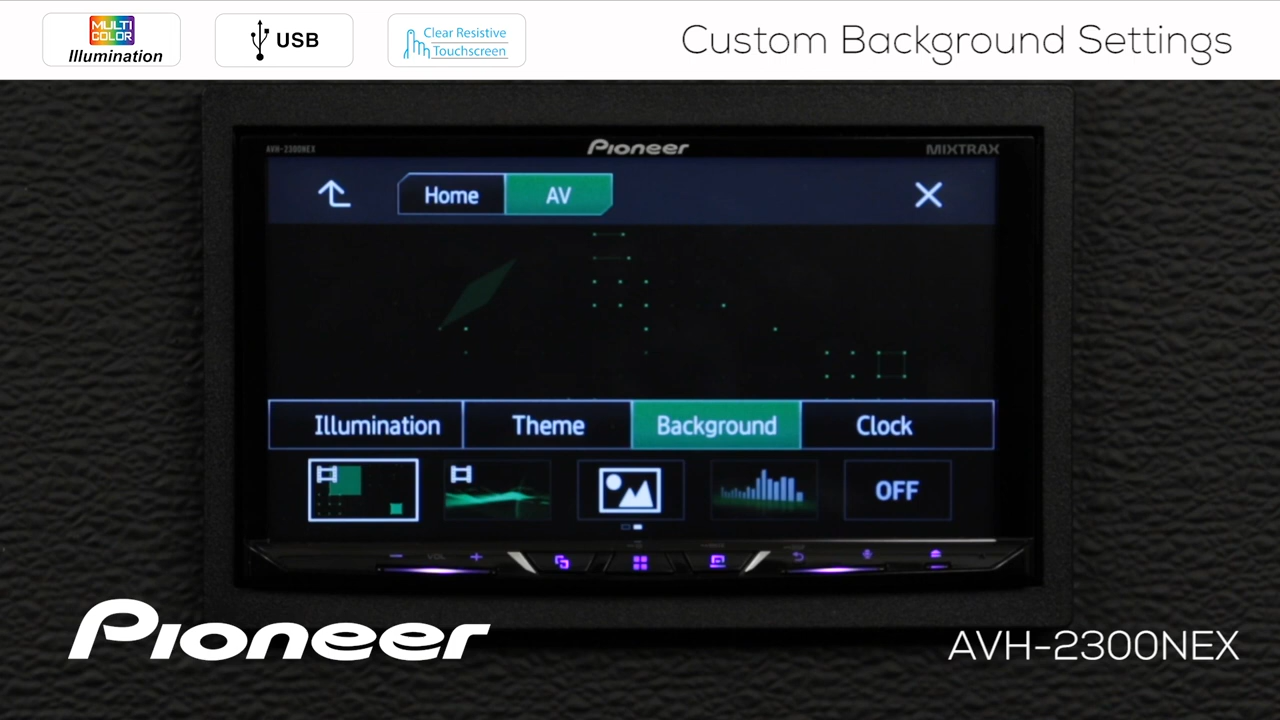 MULTI
COLOR
Illumination
USB
Clear Resistive
Touchscreen
Custom Background Settings
AVH-2300NEX
Pioneer
MIXTRAX
Home
AV
Illumination
Theme
Background
Clock
OFF
VOL
Pioneer
AVH-2300NEX